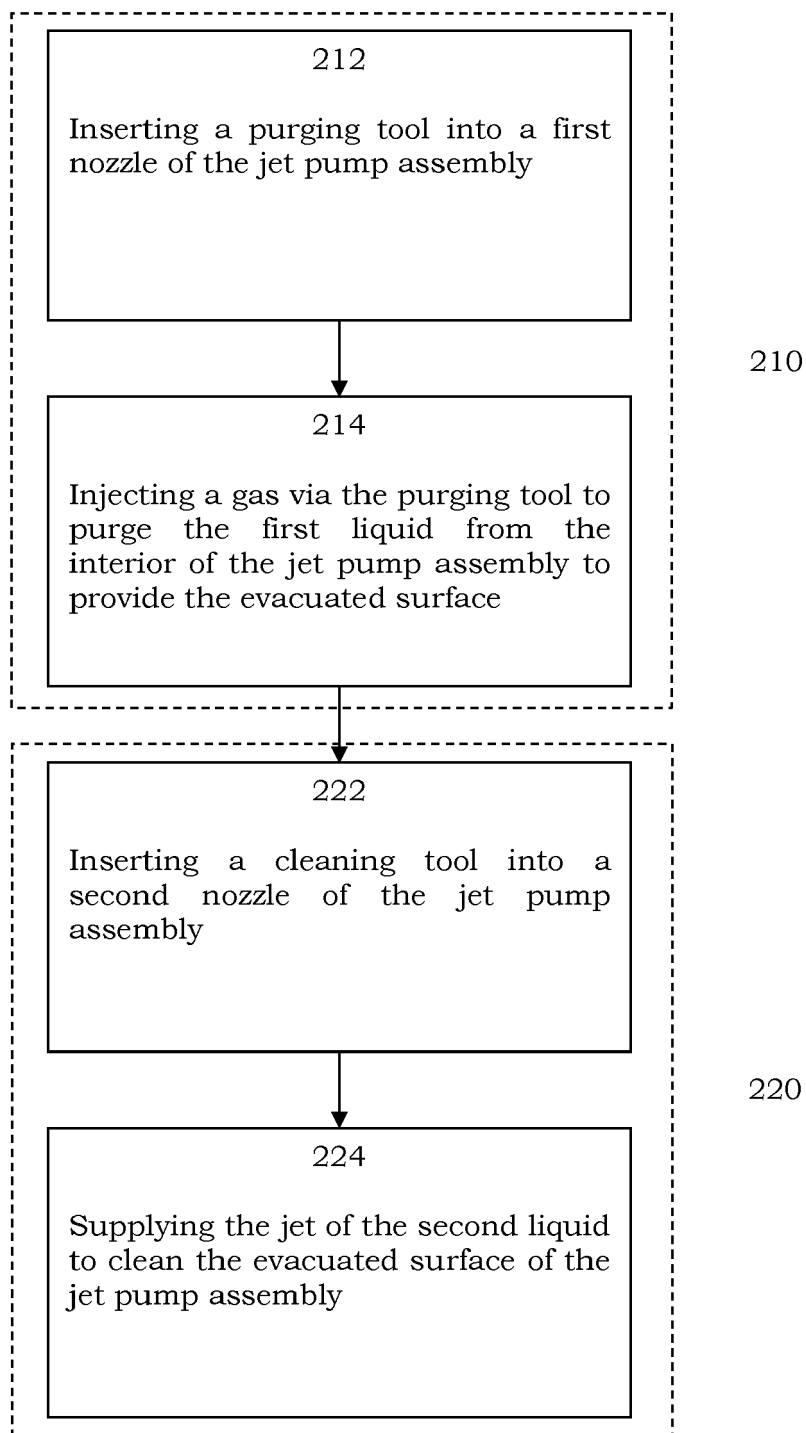 212
Inserting a purging tool into a first
nozzle of the jet pump assembly
210
214
Injecting a gas via the purging tool to
purge the first liquid from the
interior of the jet pump assembly to
provide the evacuated surface
222
Inserting a cleaning tool into a
second nozzle of the jet pump
assembly
220
224
Supplying the jet of the second liquid
to clean the evacuated surface of the
jet pump assembly